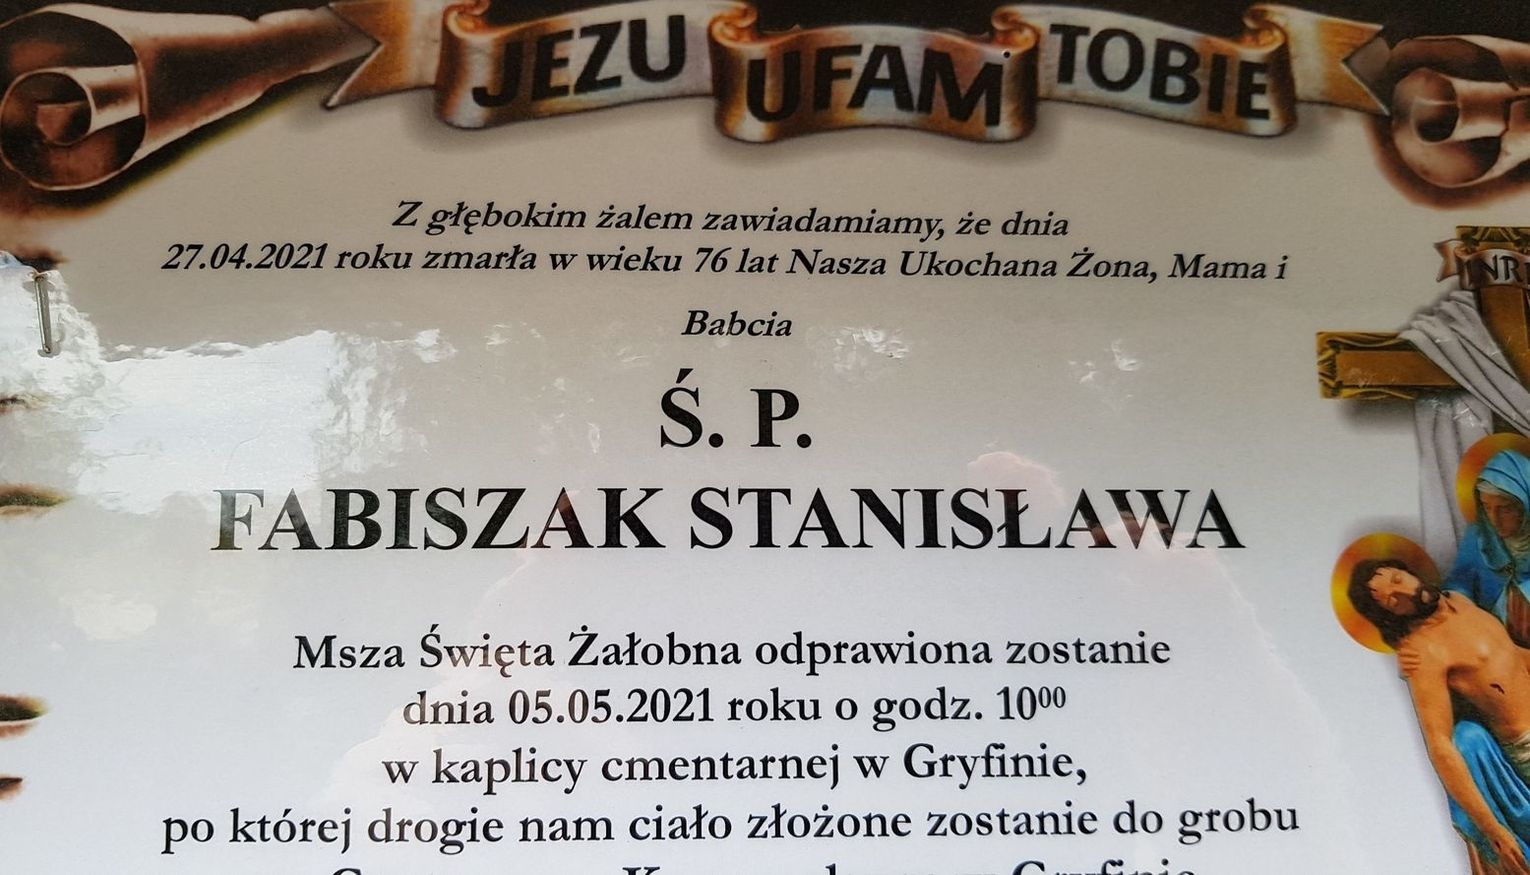 JEZU UFAM TOBIE
Z głębokim żalem zawiadamiamy, że dnia
27.04.2021 roku zmarła w wieku 76 lat Nasza Ukochana Żona, Mama i
Babcia
Ś. P.
FABISZAK STANISŁAWA
INRI
Msza Święta Żałobna odprawiona zostanie
dnia 05.05.2021 roku o godz. 10⁰⁰
w kaplicy cmentarnej w Gryfinie,
po której drogie nam ciało złożone zostanie do grobu